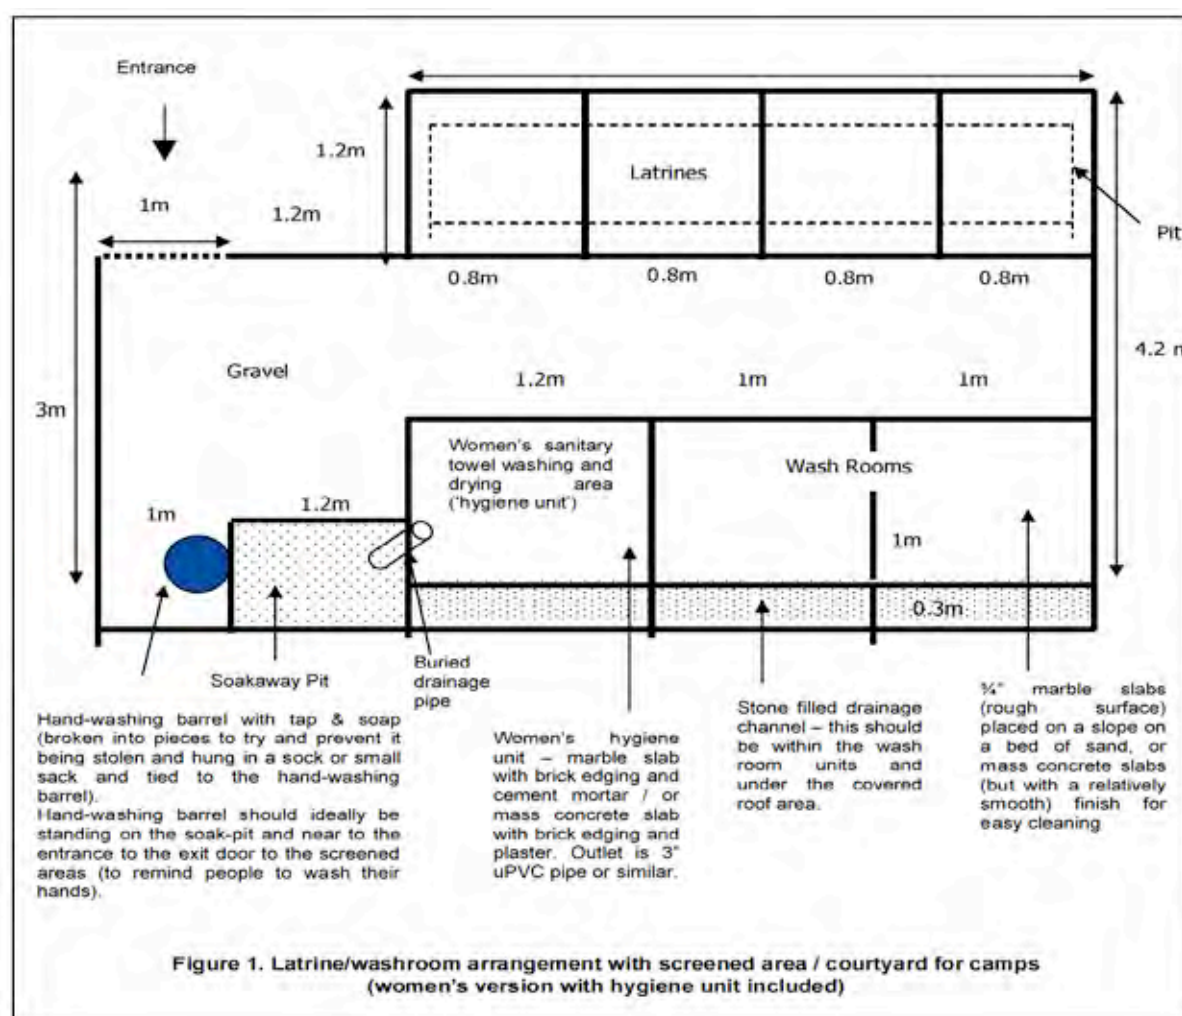 Entrance
1.2m
Latrines
1m
1.2m
Pit
0.8m
0.8m
0.8m
0.8m
4.2 m
Gravel
1.2m
1m
1m
3m
Women's sanitary
towel washing and
drying area
('hygiene unit')
Wash Rooms
1.2m
1m
1m
0.3m
Soakaway Pit
Buried
drainage
pipe
Hand-washing barrel with tap & soap
(broken into pieces to try and prevent it
being stolen and hung in a sock or small
sack and tied to the hand-washing
barrel).
Hand-washing barrel should ideally be
standing on the soak-pit and near to the
entrance to the exit door to the screened
areas (to remind people to wash their
hands).
Women's hygiene
unit – marble slab
with brick edging and
cement mortar / or
mass concrete slab
with brick edging and
plaster. Outlet is 3"
uPVC pipe or similar.
Stone filled drainage
channel – this should
be within the wash
room units and
under the covered
roof area.
¾" marble slabs
(rough surface)
placed on a slope on
a bed of sand, or
mass concrete slabs
(but with a relatively
smooth) finish for
easy cleaning
Figure 1. Latrine/washroom arrangement with screened area / courtyard for camps
(women's version with hygiene unit included)